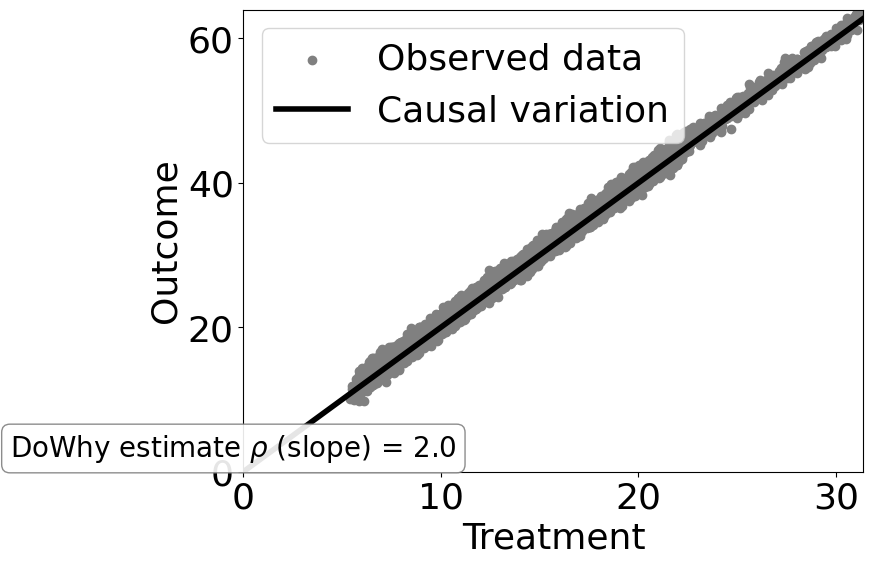 Observed data
Causal variation
60
40
20
0
Outcome
DoWhy estimate ρ (slope) = 2.0
0 10 20 30
Treatment